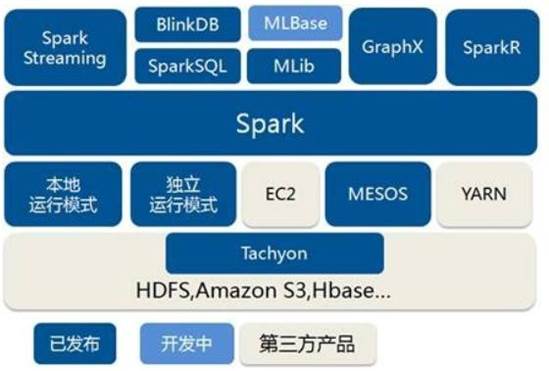 Spark
Streaming
BlinkDB
MLBase
GraphX
SparkR
SparkSQL
MLib
Spark
本地
运行模式
独立
运行模式
EC2
MESOS
YARN
Tachyon
HDFS,Amazon S3,Hbase...
已发布
开发中
第三方产品